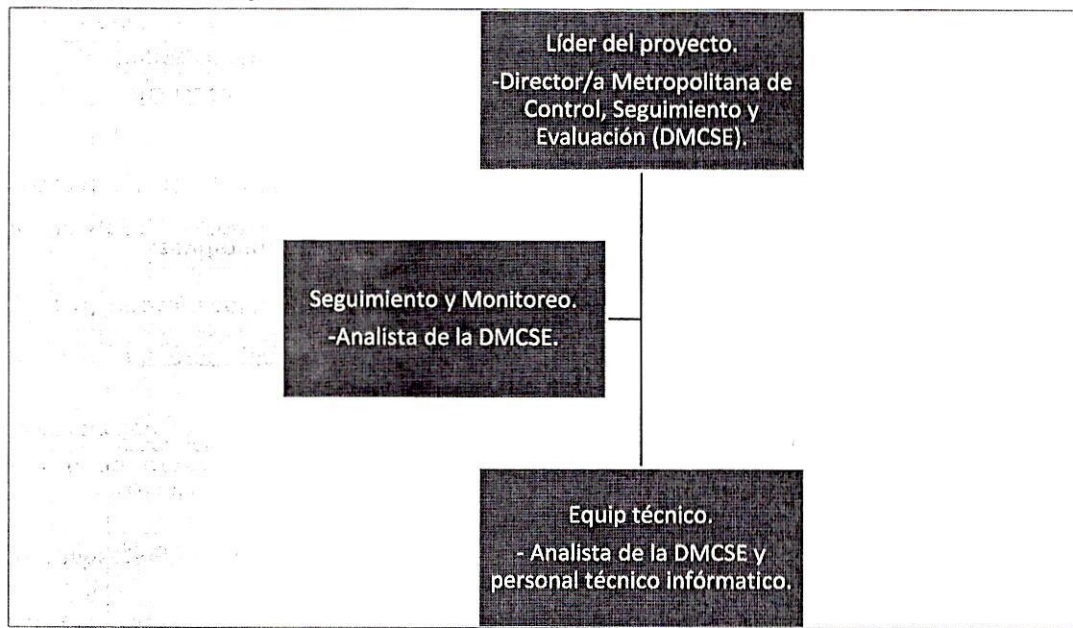 Líder del proyecto.
-Director/a Metropolitana de
Control, Seguimiento y
Evaluación (DMCSE).
Seguimiento y Monitoreo.
-Analista de la DMCSE.
Equip técnico.
- Analista de la DMCSE y
personal técnico infórmatico.